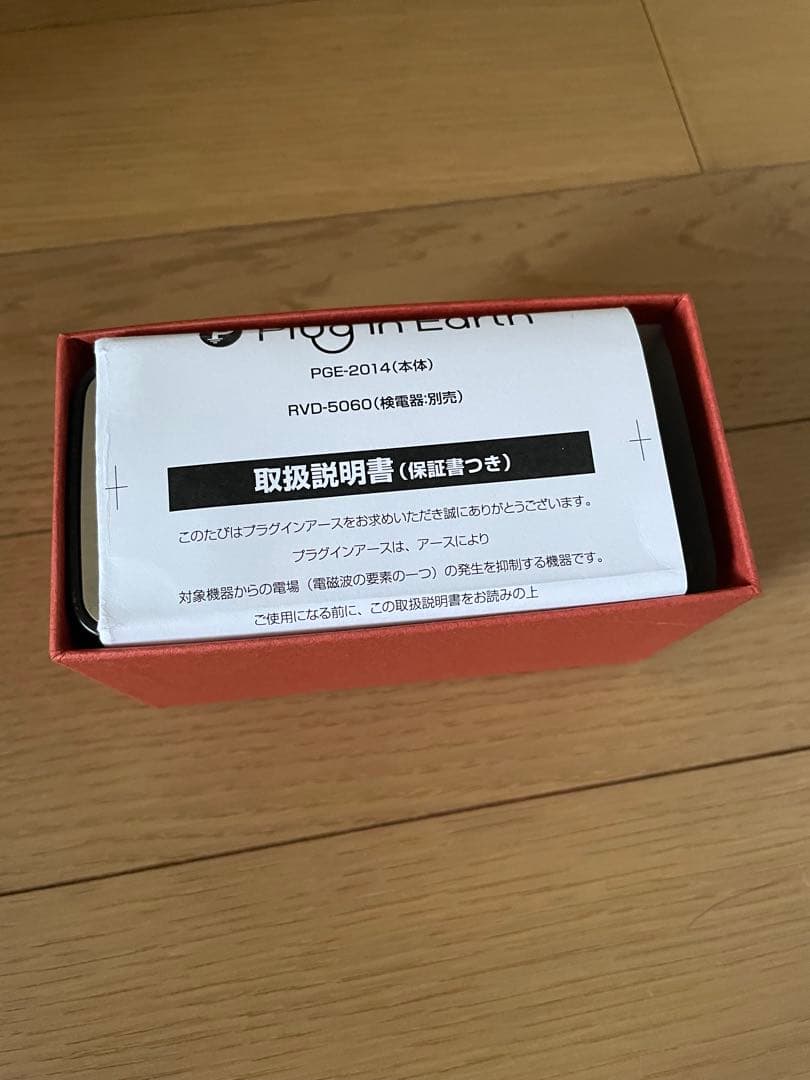 Plug in Earth
PGE-2014(本体)
RVD-5060(検電器:別売)
取扱説明書(保証書つき)
このたびはプラグインアースをお求めいただき誠にありがとうございます。
プラグインアースは、アースにより
対象機器からの電場（電磁波の要素の一つ）の発生を抑制する機器です。
ご使用になる前に、この取扱説明書をお読みの上